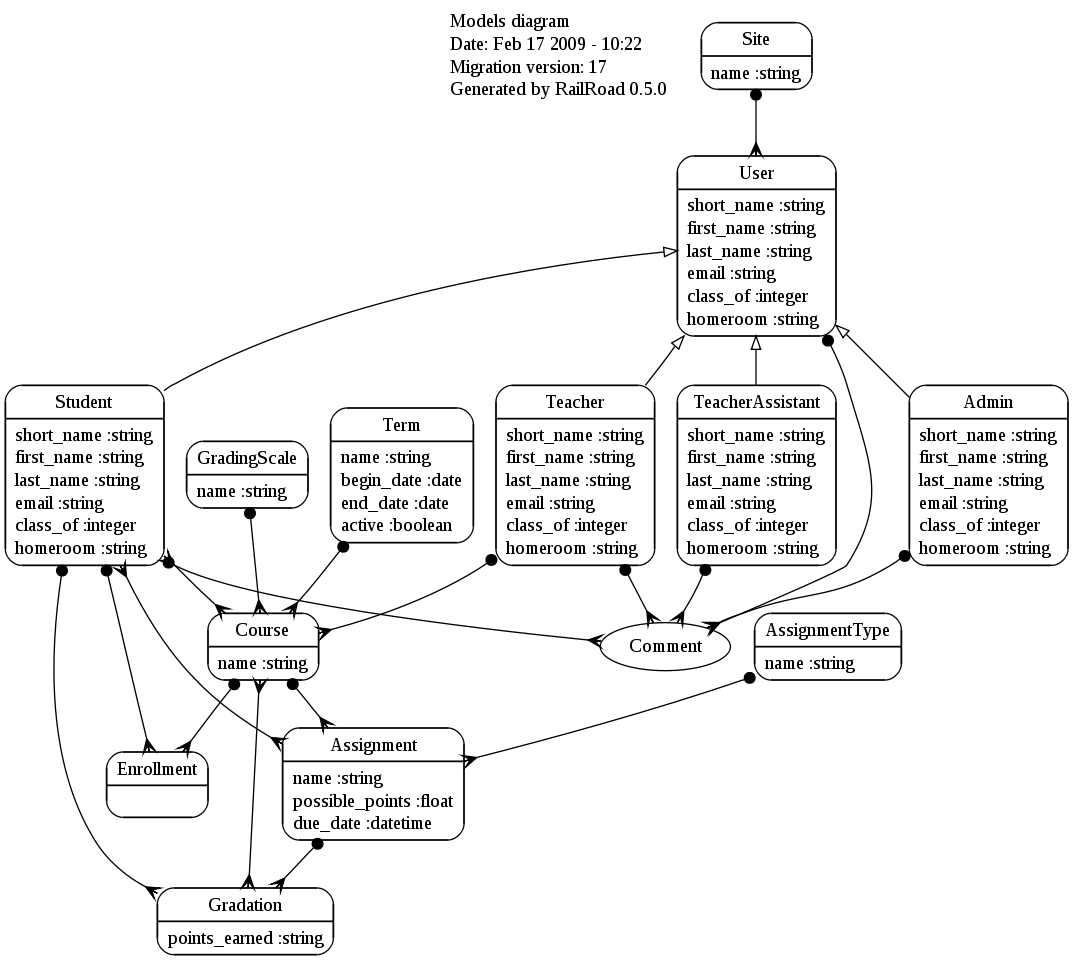 Models diagram
Date: Feb 17 2009 - 10:22
Migration version: 17
Generated by RailRoad 0.5.0
Site
name :string
User
short_name :string
first_name :string
last_name :string
email :string
class_of :integer
homeroom :string
Student
short_name :string
first_name :string
last_name :string
email :string
class_of :integer
homeroom :string
GradingScale
name :string
Term
name :string
begin_date :date
end_date :date
active :boolean
Teacher
short_name :string
first_name :string
last_name :string
email :string
class_of :integer
homeroom :string
TeacherAssistant
short_name :string
first_name :string
last_name :string
email :string
class_of :integer
homeroom :string
Admin
short_name :string
first_name :string
last_name :string
email :string
class_of :integer
homeroom :string
Course
name :string
Comment
AssignmentType
name :string
Enrollment
Assignment
name :string
possible_points :float
due_date :datetime
Gradation
points_earned :string